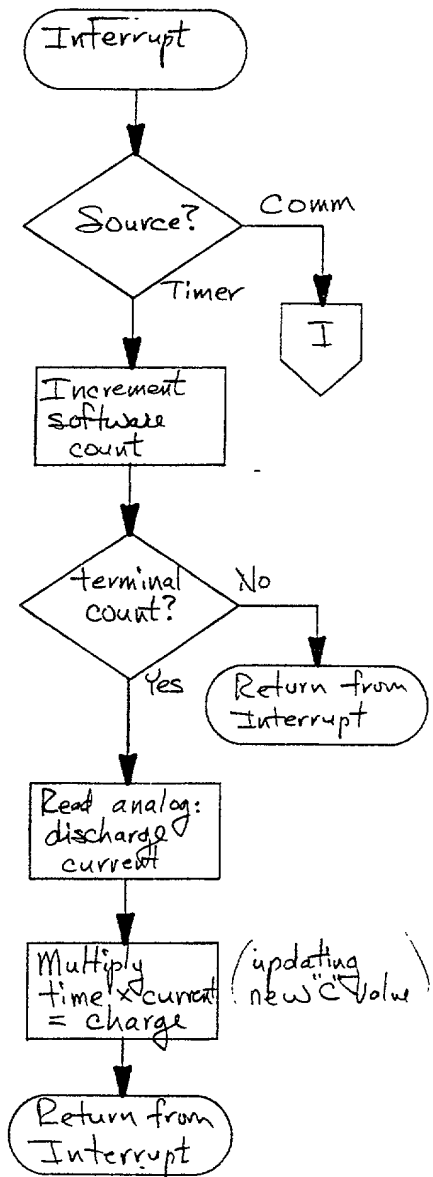 Interrupt
Source?
Comm
Timer
I
Increment
software
count
terminal
count?
No
Yes
Return from
Interrupt
Read analog:
discharge
current
Multiply
time × current
= charge
(updating
new "C" value)
Return from
Interrupt